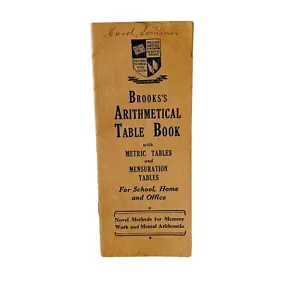 BROOKS'S
ARITHMETICAL
TABLE BOOK
with
METRIC TABLES
and
MENSURATION
TABLES
For School, Home
and Office
Novel Methods for Memory
Work and Mental Arithmetic